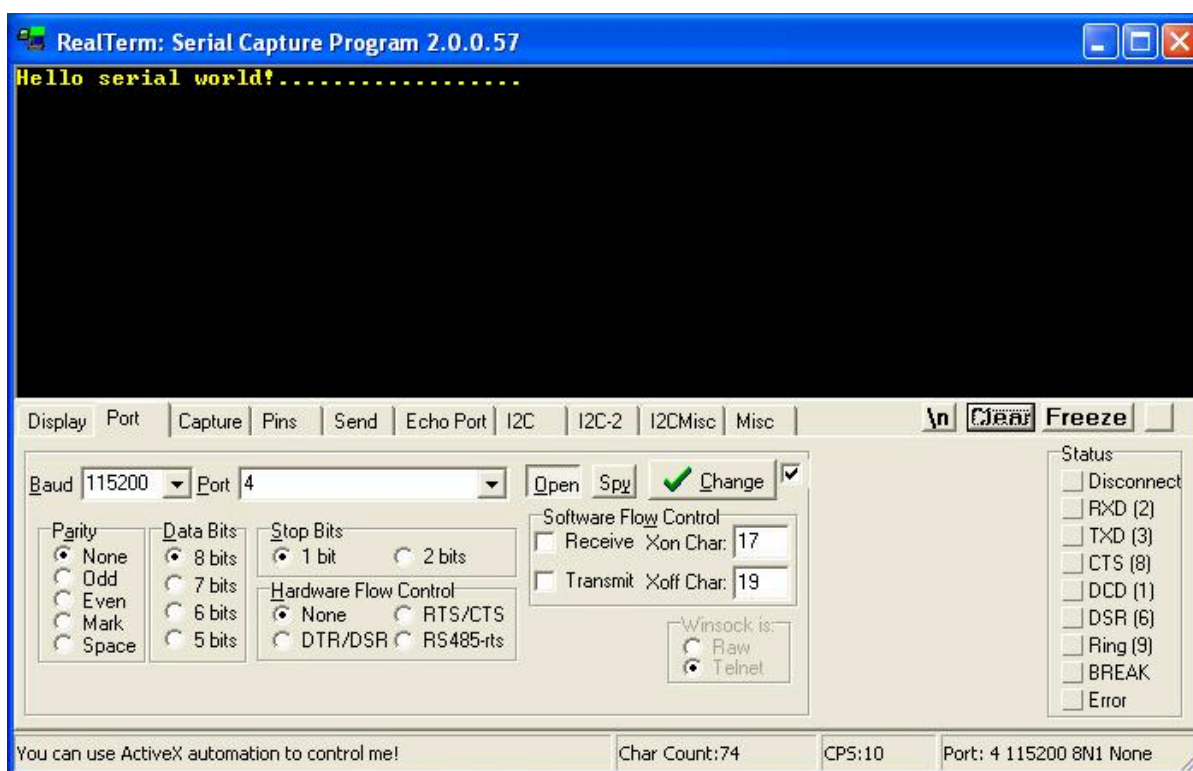 RealTerm: Serial Capture Program 2.0.0.57
Hello serial world!..................
Display Port Capture Pins Send Echo Port I2C I2C-2 I2CMisc Misc \n Clear Freeze
Baud 115200 Port 4 Open Spy Change
Parity
None
Odd
Even
Mark
Space
Data Bits
8 bits
7 bits
6 bits
5 bits
Stop Bits
1 bit 2 bits
Hardware Flow Control
None RTS/CTS
DTR/DSR RS485-rts
Software Flow Control
Receive Xon Char: 17
Transmit Xoff Char: 19
Winsock is:
Raw
Telnet
Status
Disconnect
RXD (2)
TXD (3)
CTS (8)
DCD (1)
DSR (6)
Ring (9)
BREAK
Error
You can use ActiveX automation to control me! Char Count:74 CPS:10 Port: 4 115200 8N1 None